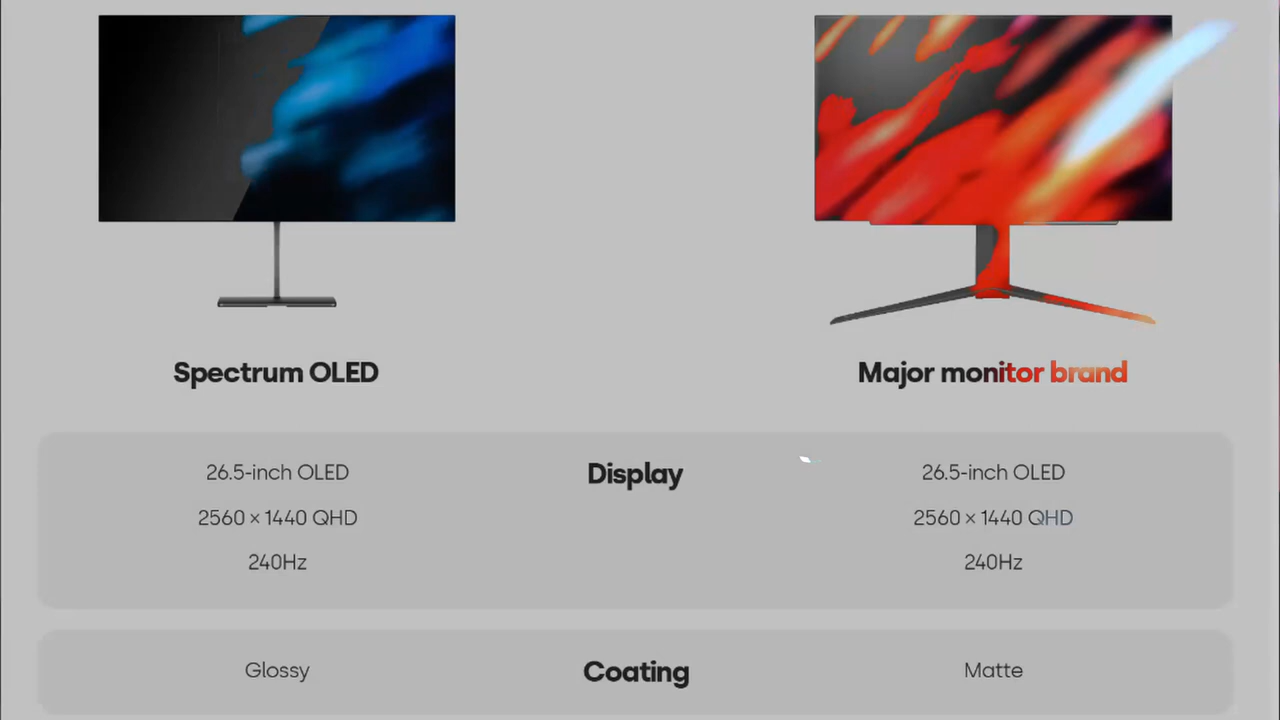 Spectrum OLED
Major monitor brand
26.5-inch OLED
Display
26.5-inch OLED
2560 × 1440 QHD
2560 × 1440 QHD
240Hz
240Hz
Glossy
Coating
Matte